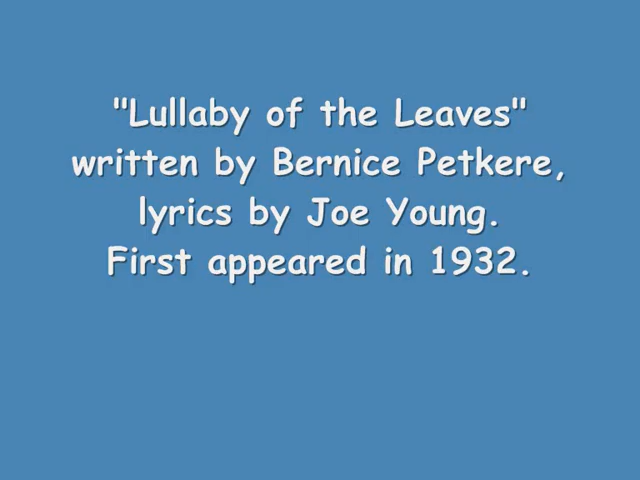 "Lullaby of the Leaves"
written by Bernice Petkere,
lyrics by Joe Young.
First appeared in 1932.